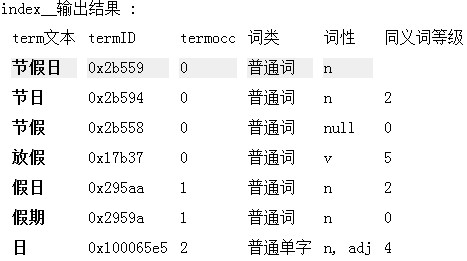 index__输出结果 :
term文本 termID termocc 词类 词性 同义词等级
节假日 0x2b559 0 普通词 n
节日 0x2b594 0 普通词 n 2
节假 0x2b558 0 普通词 null 0
放假 0x17b37 0 普通词 v 5
假日 0x295aa 1 普通词 n 2
假期 0x2959a 1 普通词 n 0
日 0x100065e5 2 普通单字 n, adj 4